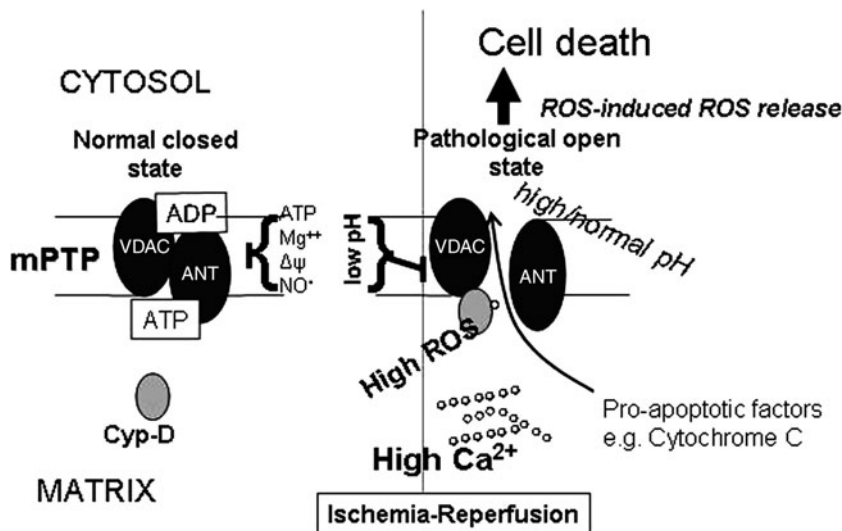 CYTOSOL
Cell death
ROS-induced ROS release
Normal closed
state
Pathological open
state
mPTP
VDAC
ADP
ANT
ATP
ATP
Mg⁺⁺
Δψ
NO•
low pH
VDAC
ANT
high/normal pH
High ROS
Cyp-D
High Ca²⁺
Pro-apoptotic factors
e.g. Cytochrome C
MATRIX
Ischemia-Reperfusion